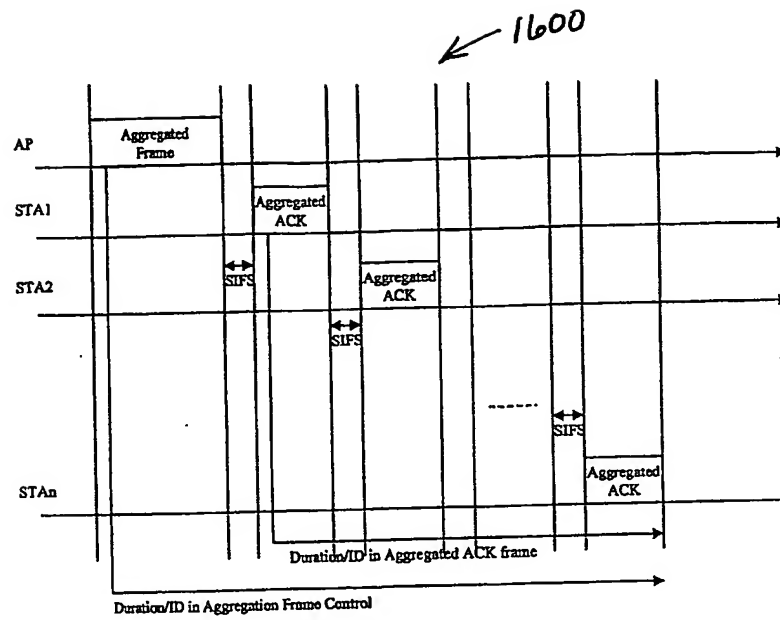 1600
AP
Aggregated
Frame
STA1
Aggregated
ACK
SIFS
STA2
Aggregated
ACK
SIFS
SIFS
STAn
Aggregated
ACK
Duration/ID in Aggregated ACK frame
Duration/ID in Aggregation Frame Control